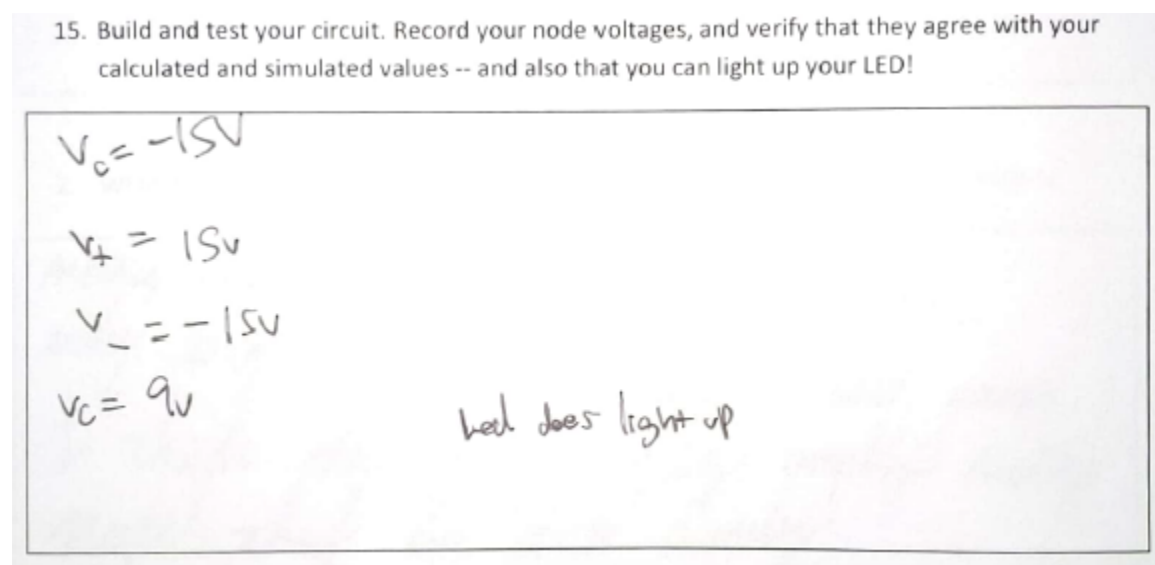 15. Build and test your circuit. Record your node voltages, and verify that they agree with your
calculated and simulated values -- and also that you can light up your LED!
Vc = -15V
V+ = 15v
V_ = -15v
Vc = 9v
Led does light up